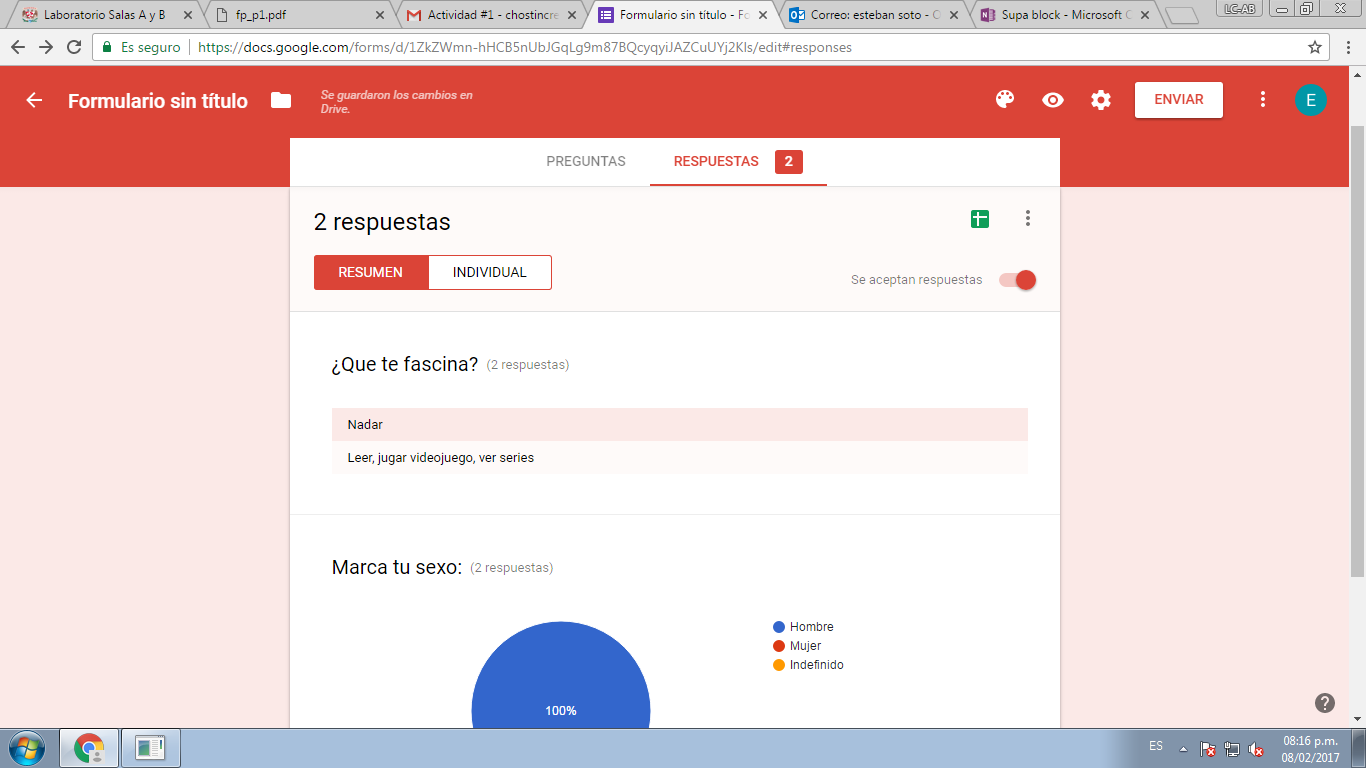 Laboratorio Salas A y B
fp_p1.pdf
Actividad #1 - chostincre
Formulario sin título - Fo
Correo: esteban soto - O
Supa block - Microsoft O
LC-AB
Es seguro
https://docs.google.com/forms/d/1ZkZWmn-hHCB5nUbJGqLg9m87BQcyqyiJAZCuUYj2KIs/edit#responses
Formulario sin título
Se guardaron los cambios en
Drive.
ENVIAR
E
PREGUNTAS
RESPUESTAS 2
2 respuestas
RESUMEN
INDIVIDUAL
Se aceptan respuestas
¿Que te fascina? (2 respuestas)
Nadar
Leer, jugar videojuego, ver series
Marca tu sexo: (2 respuestas)
Hombre
Mujer
Indefinido
100%
ES
08:16 p.m.
08/02/2017